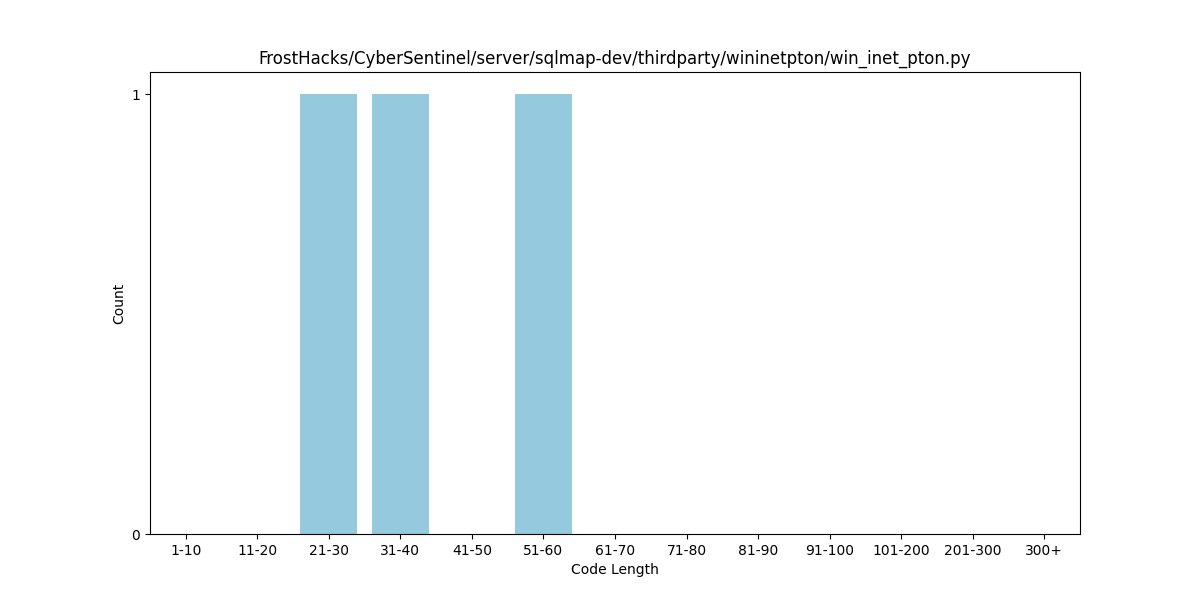 FrostHacks/CyberSentinel/server/sqlmap-dev/thirdparty/wininetpton/win_inet_pton.py
1
Count
0
1-10 11-20 21-30 31-40 41-50 51-60 61-70 71-80 81-90 91-100 101-200 201-300 300+
Code Length